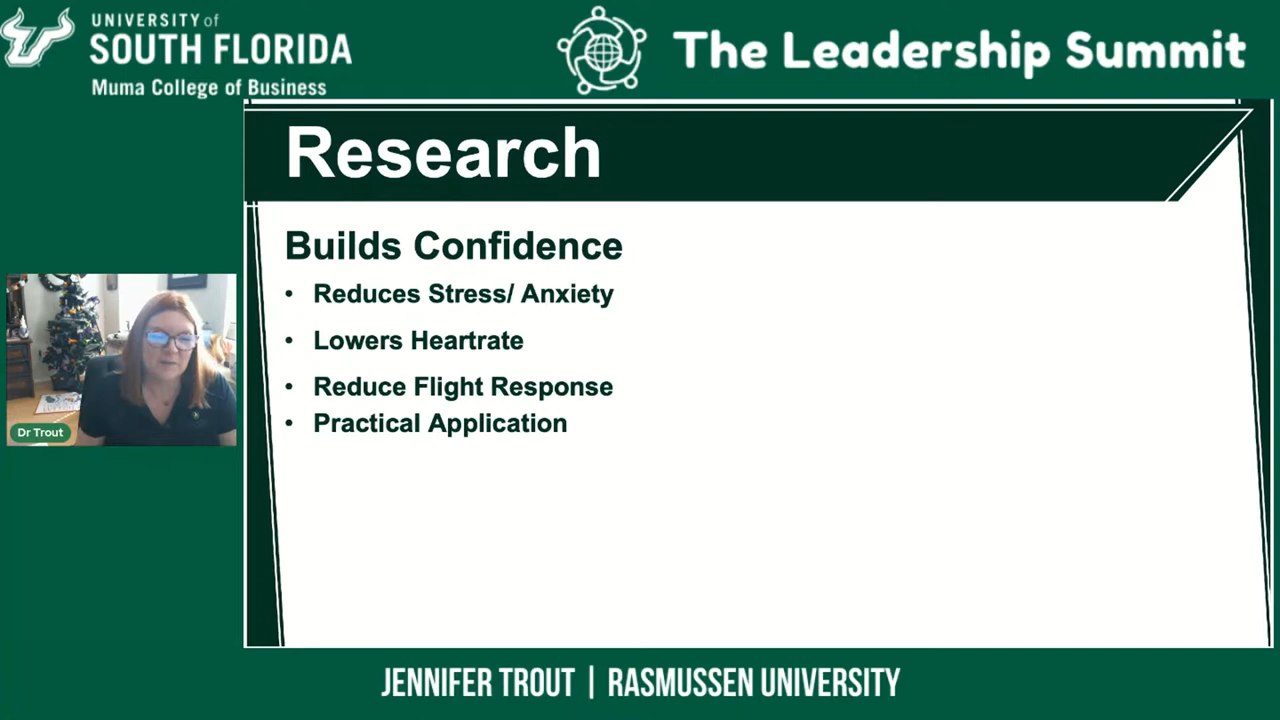 UNIVERSITY of
SOUTH FLORIDA
Muma College of Business
The Leadership Summit
Research
Builds Confidence
• Reduces Stress/ Anxiety
• Lowers Heartrate
• Reduce Flight Response
• Practical Application
Dr Trout
JENNIFER TROUT | RASMUSSEN UNIVERSITY